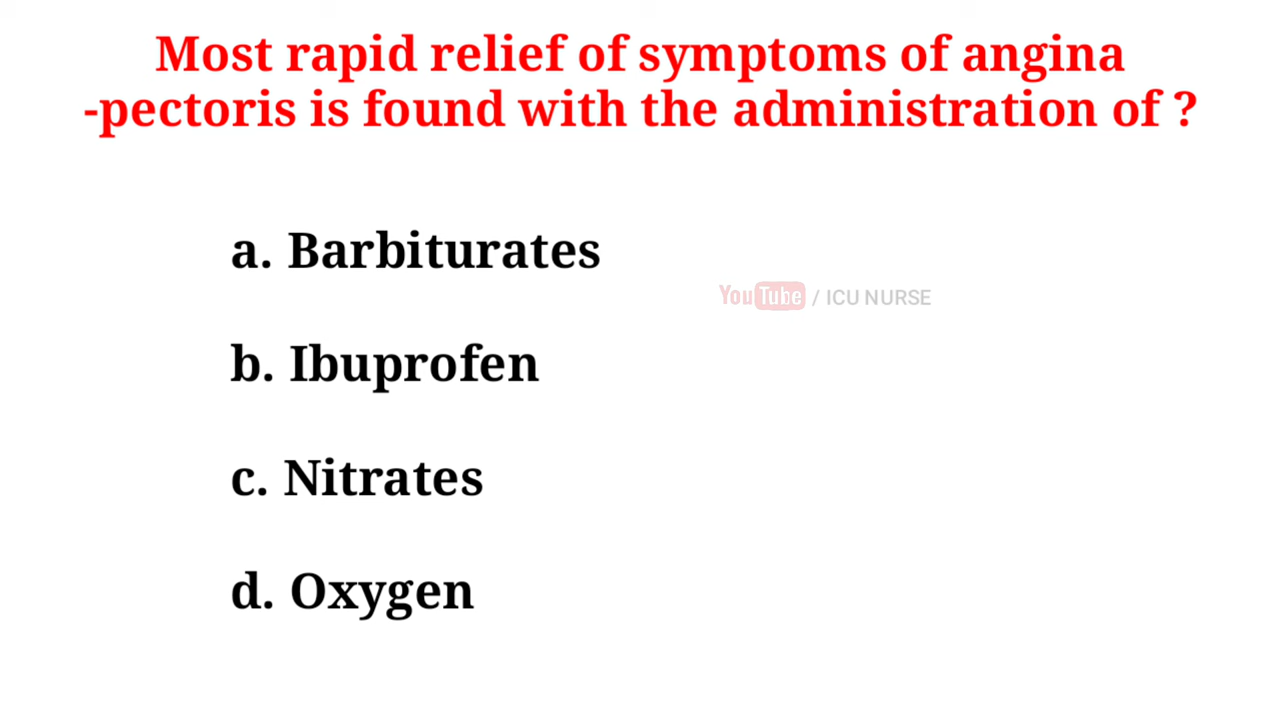 Most rapid relief of symptoms of angina
-pectoris is found with the administration of ?
a. Barbiturates
YouTube / ICU NURSE
b. Ibuprofen
c. Nitrates
d. Oxygen